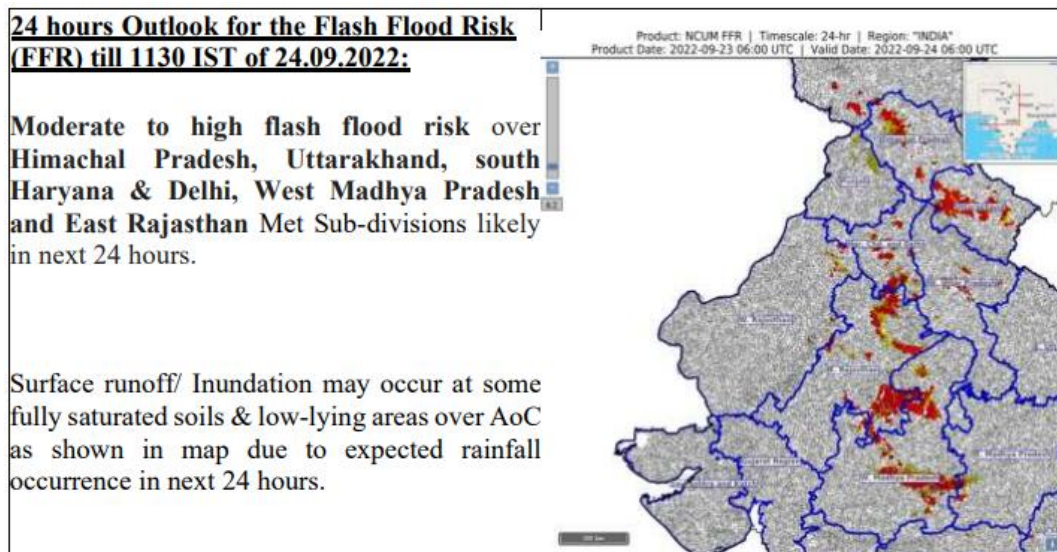 24 hours Outlook for the Flash Flood Risk
(FFR) till 1130 IST of 24.09.2022:
Moderate to high flash flood risk over
Himachal Pradesh, Uttarakhand, south
Haryana & Delhi, West Madhya Pradesh
and East Rajasthan Met Sub-divisions likely
in next 24 hours.
Surface runoff/ Inundation may occur at some
fully saturated soils & low-lying areas over AoC
as shown in map due to expected rainfall
occurrence in next 24 hours.
Product: NCUM FFR | Timescale: 24-hr | Region: "INDIA"
Product Date: 2022-09-23 06:00 UTC | Valid Date: 2022-09-24 06:00 UTC